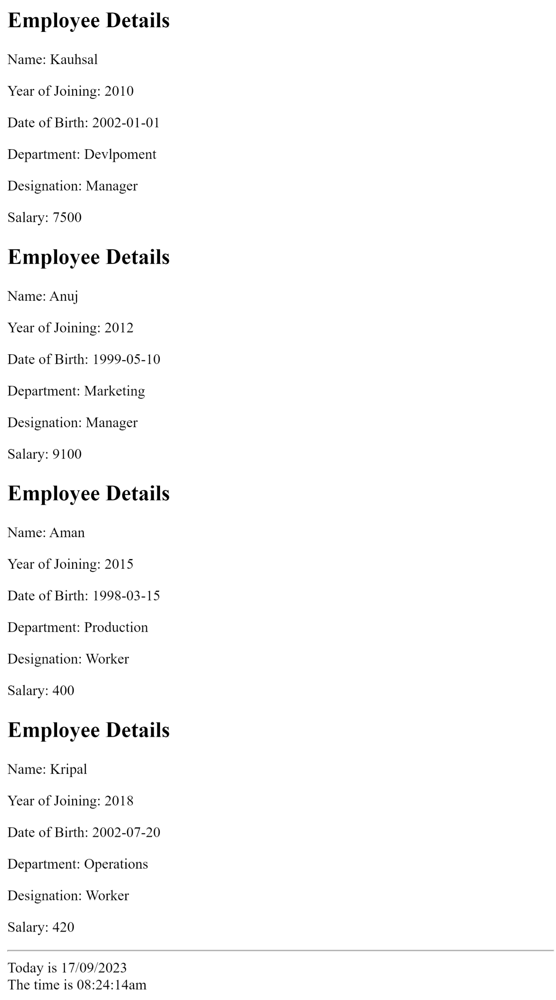 Employee Details
Name: Kauhsal
Year of Joining: 2010
Date of Birth: 2002-01-01
Department: Devlpoment
Designation: Manager
Salary: 7500
Employee Details
Name: Anuj
Year of Joining: 2012
Date of Birth: 1999-05-10
Department: Marketing
Designation: Manager
Salary: 9100
Employee Details
Name: Aman
Year of Joining: 2015
Date of Birth: 1998-03-15
Department: Production
Designation: Worker
Salary: 400
Employee Details
Name: Kripal
Year of Joining: 2018
Date of Birth: 2002-07-20
Department: Operations
Designation: Worker
Salary: 420
Today is 17/09/2023
The time is 08:24:14am